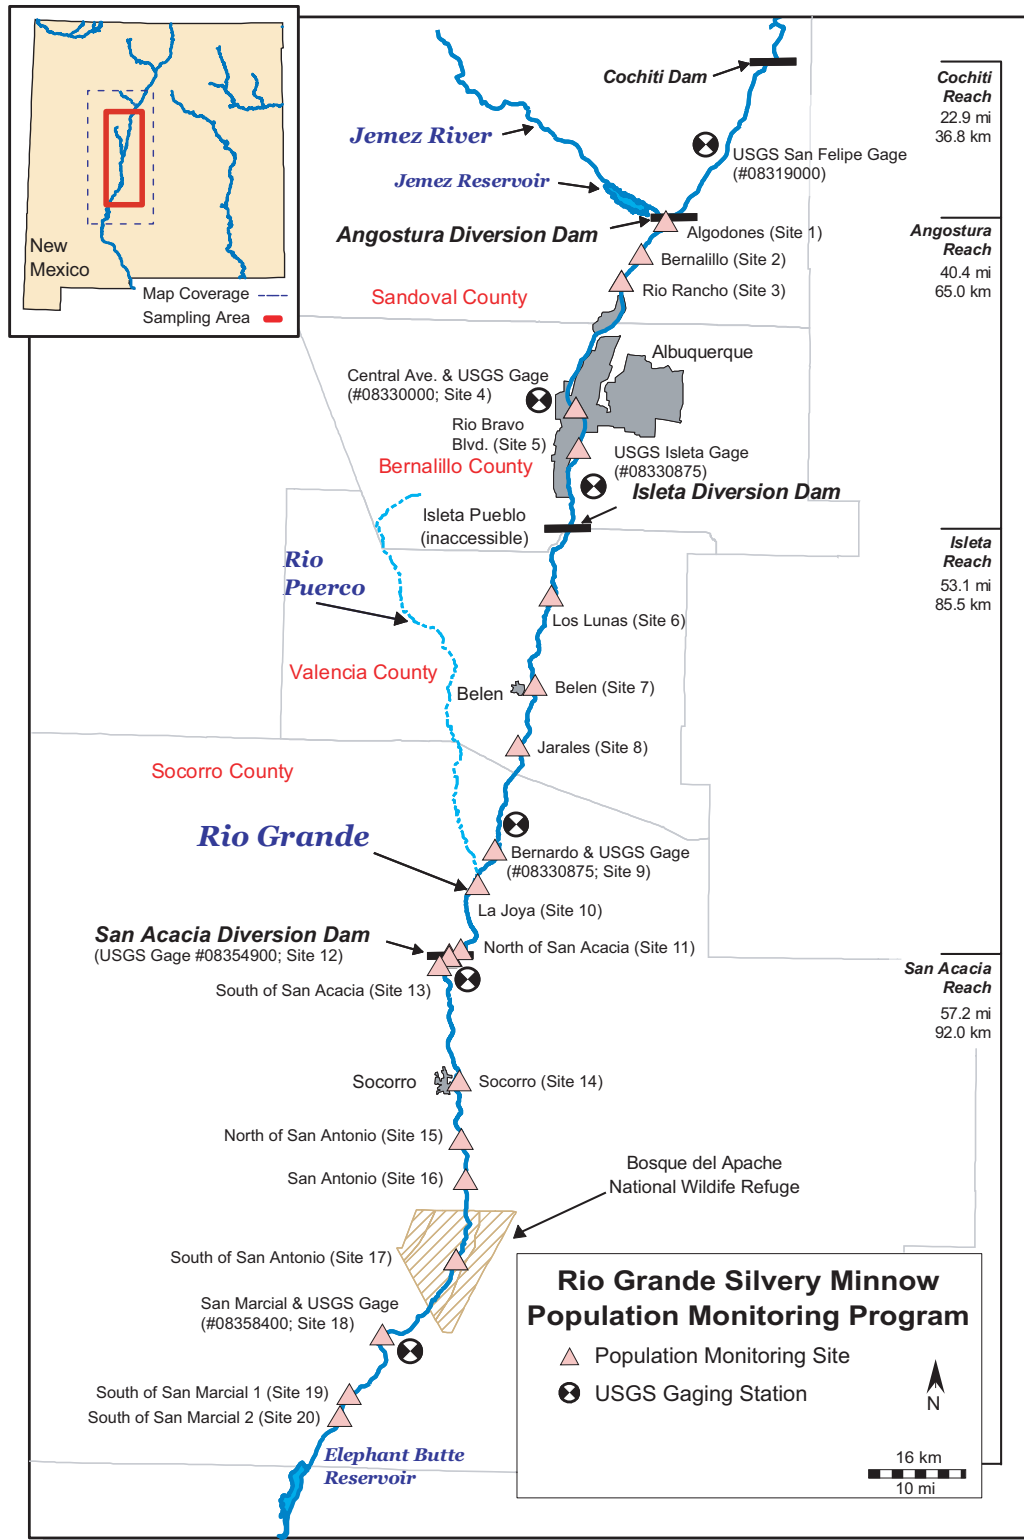 New
Mexico
Map Coverage
Sampling Area
Cochiti Dam
Cochiti
Reach
22.9 mi
36.8 km
Jemez River
USGS San Felipe Gage
(#08319000)
Jemez Reservoir
Angostura Diversion Dam
Algodones (Site 1)
Angostura
Reach
40.4 mi
65.0 km
Bernalillo (Site 2)
Rio Rancho (Site 3)
Sandoval County
Albuquerque
Central Ave. & USGS Gage
(#08330000; Site 4)
Rio Bravo
Blvd. (Site 5)
USGS Isleta Gage
(#08330875)
Bernalillo County
Isleta Diversion Dam
Isleta Pueblo
(inaccessible)
Isleta
Reach
53.1 mi
85.5 km
Rio
Puerco
Los Lunas (Site 6)
Valencia County
Belen
Belen (Site 7)
Jarales (Site 8)
Socorro County
Rio Grande
Bernardo & USGS Gage
(#08330875; Site 9)
La Joya (Site 10)
San Acacia Diversion Dam
(USGS Gage #08354900; Site 12)
North of San Acacia (Site 11)
San Acacia
Reach
57.2 mi
92.0 km
South of San Acacia (Site 13)
Socorro
Socorro (Site 14)
North of San Antonio (Site 15)
San Antonio (Site 16)
Bosque del Apache
National Wildife Refuge
South of San Antonio (Site 17)
San Marcial & USGS Gage
(#08358400; Site 18)
South of San Marcial 1 (Site 19)
South of San Marcial 2 (Site 20)
Elephant Butte
Reservoir
Rio Grande Silvery Minnow
Population Monitoring Program
Population Monitoring Site
USGS Gaging Station
N
16 km
10 mi